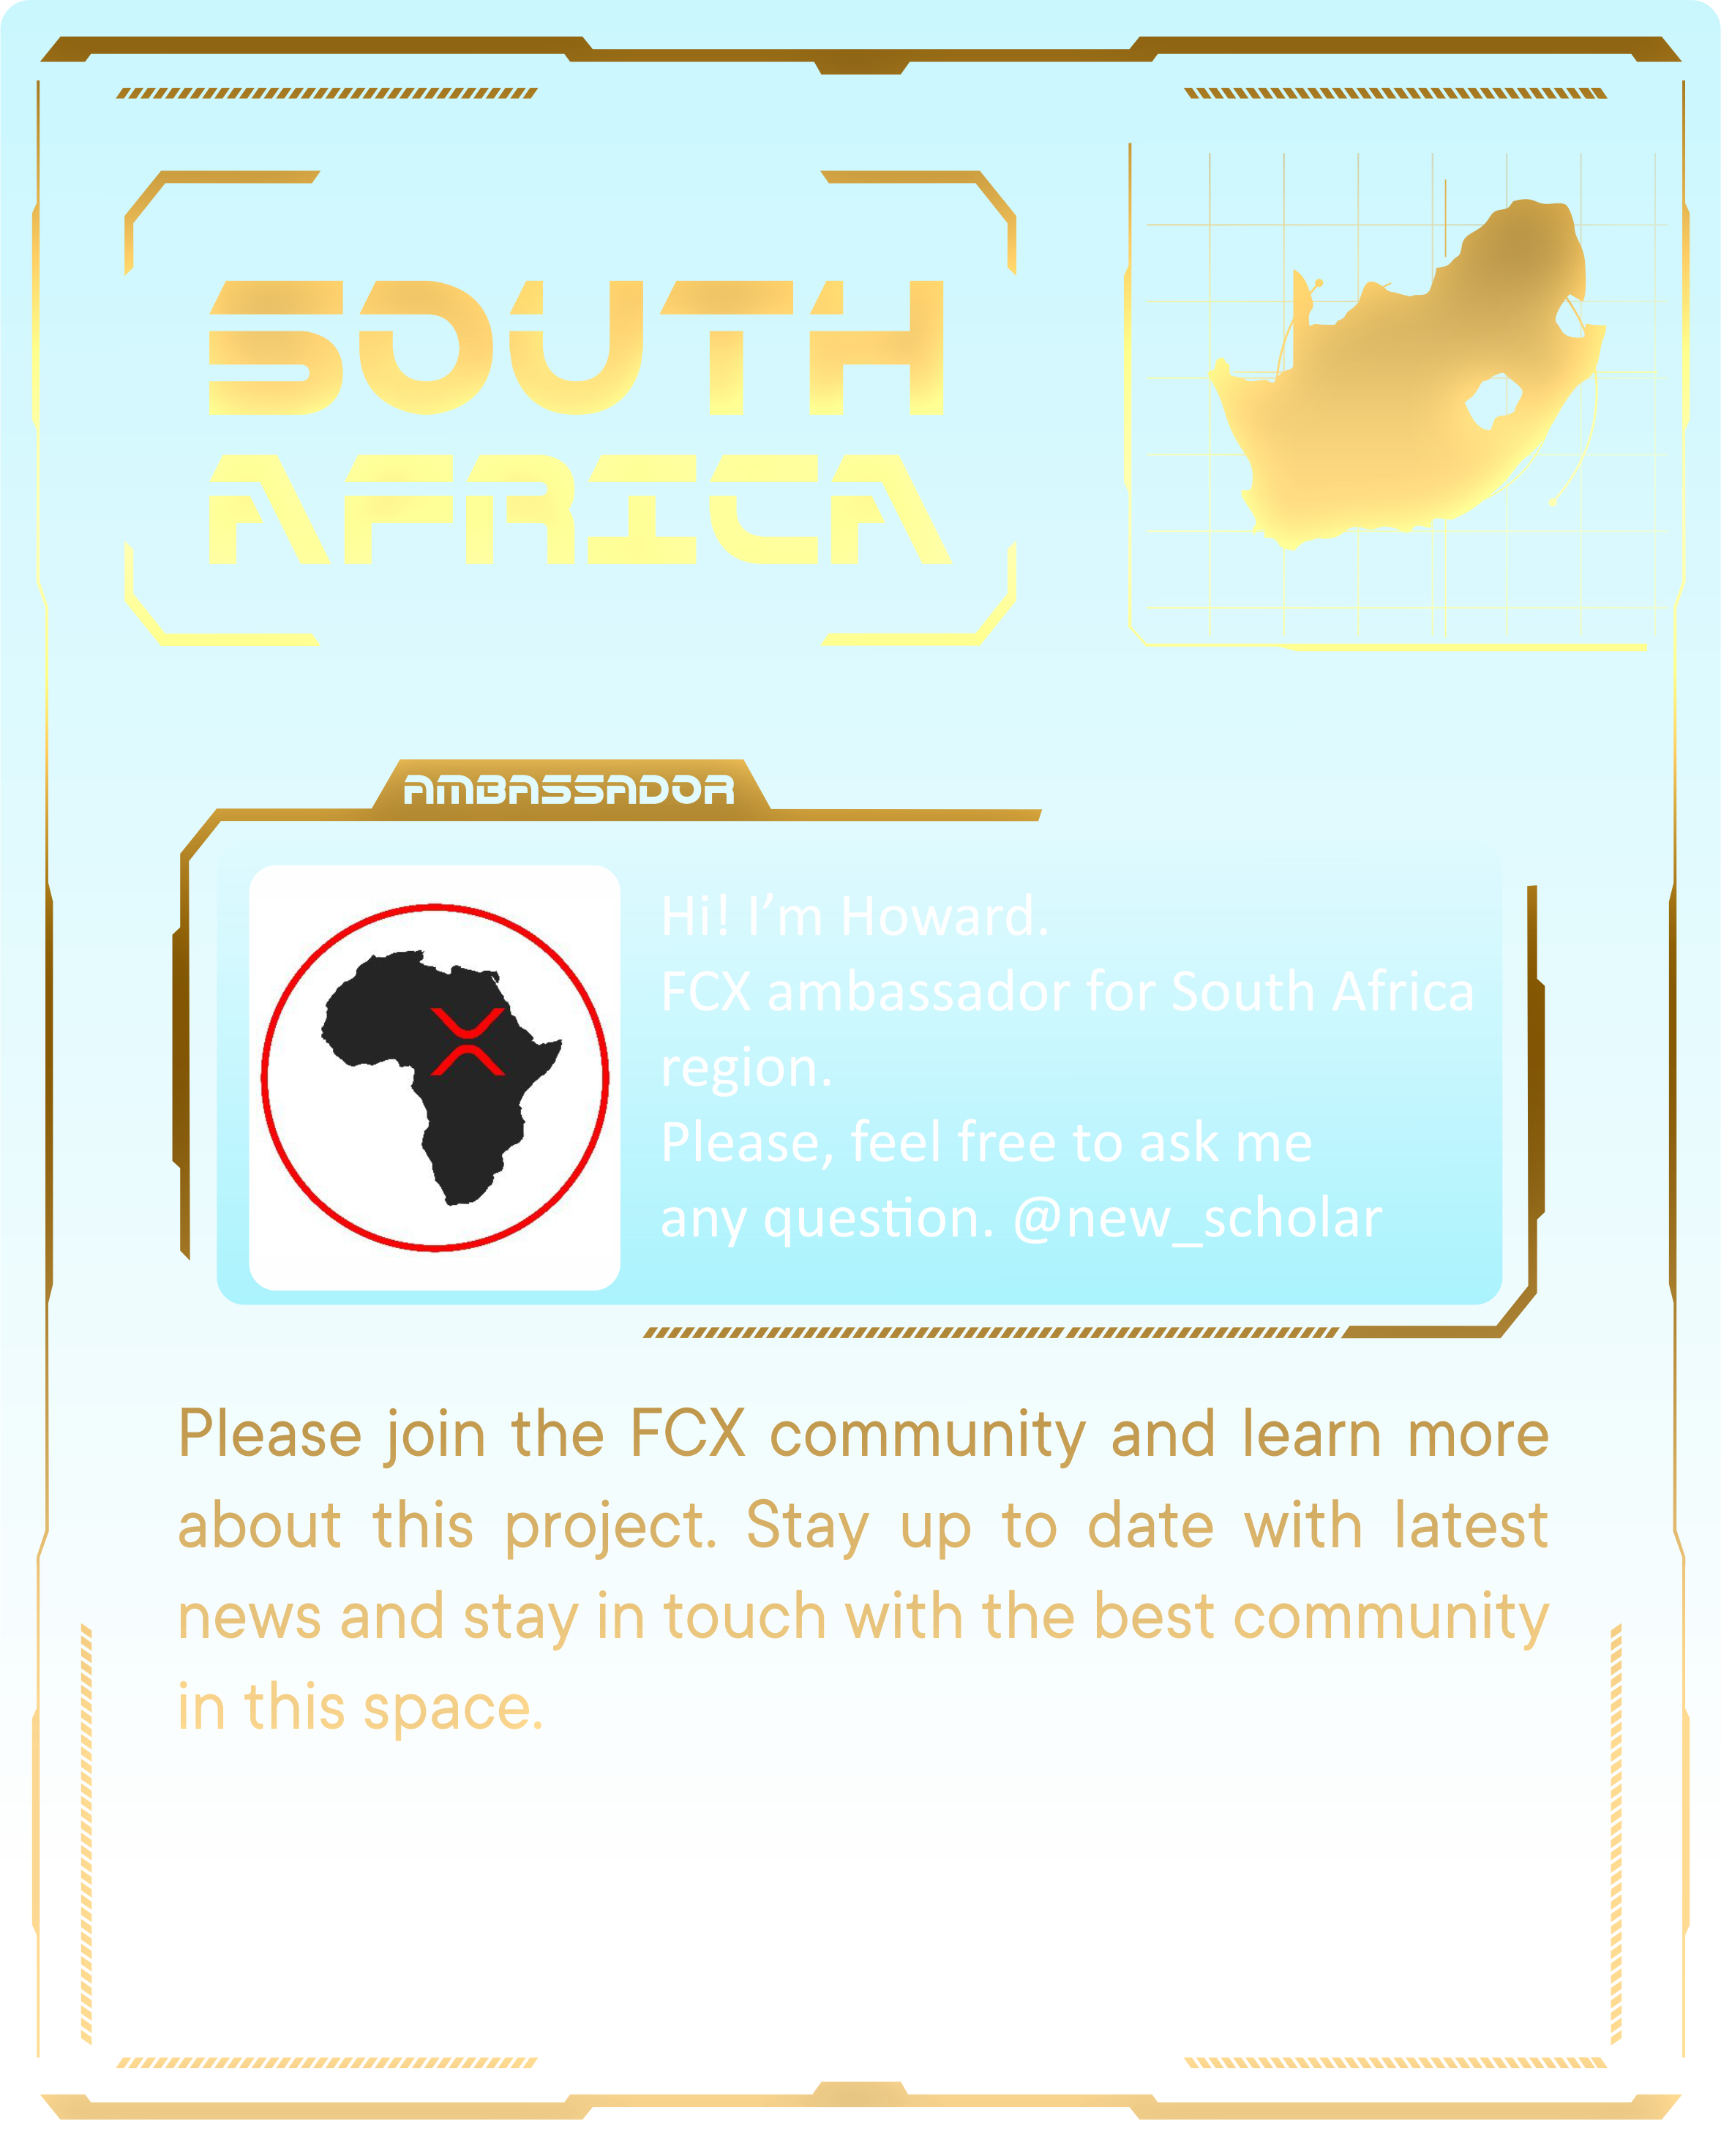 SOUTH
AFRICA
AMBASSADOR
Hi! I’m Howard.
FCX ambassador for South Africa
region.
Please, feel free to ask me
any question. @new_scholar
Please join the FCX community and learn more
about this project. Stay up to date with latest
news and stay in touch with the best community
in this space.